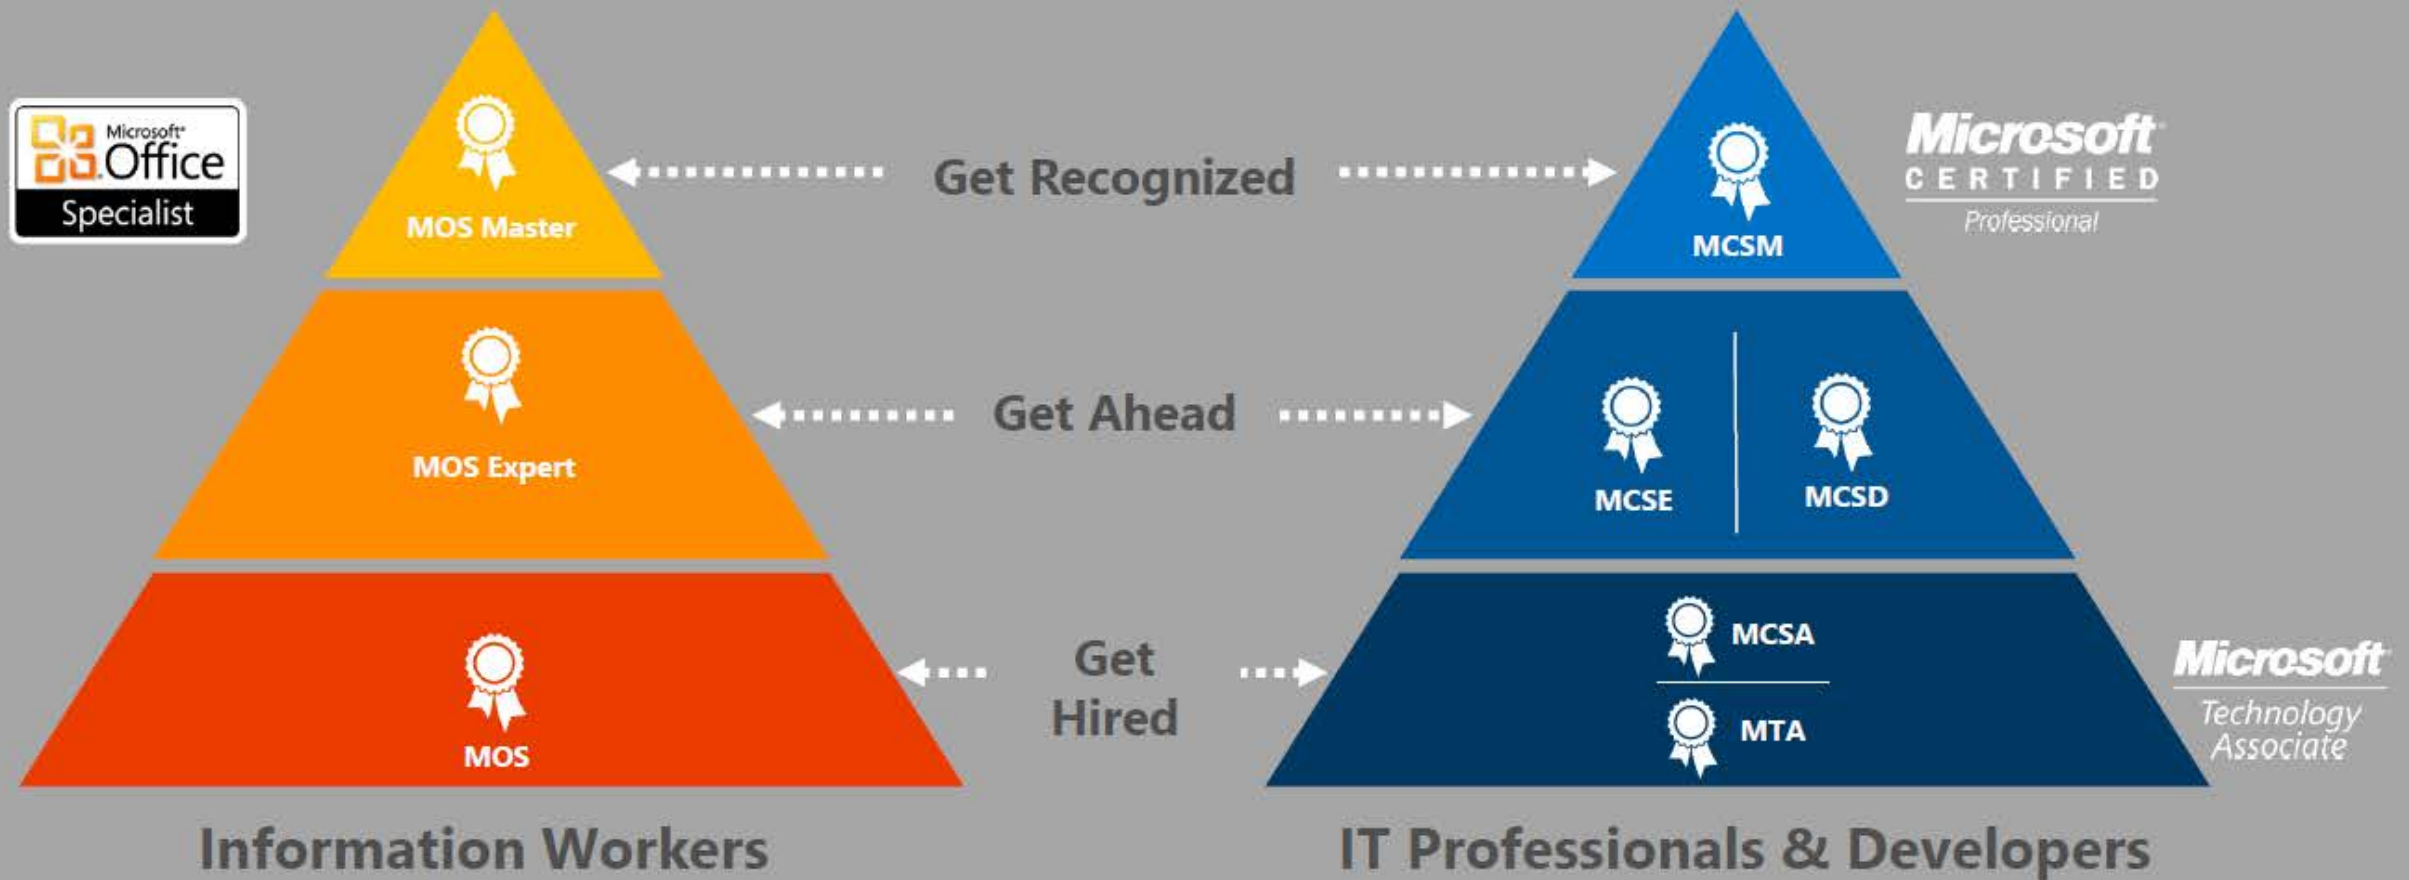 Microsoft®
Office
Specialist
MOS Master
MOS Expert
MOS
Information Workers
Get Recognized
Get Ahead
Get
Hired
MCSM
MCSE
MCSD
MCSA
MTA
IT Professionals & Developers
Microsoft
CERTIFIED
Professional
Microsoft
Technology
Associate